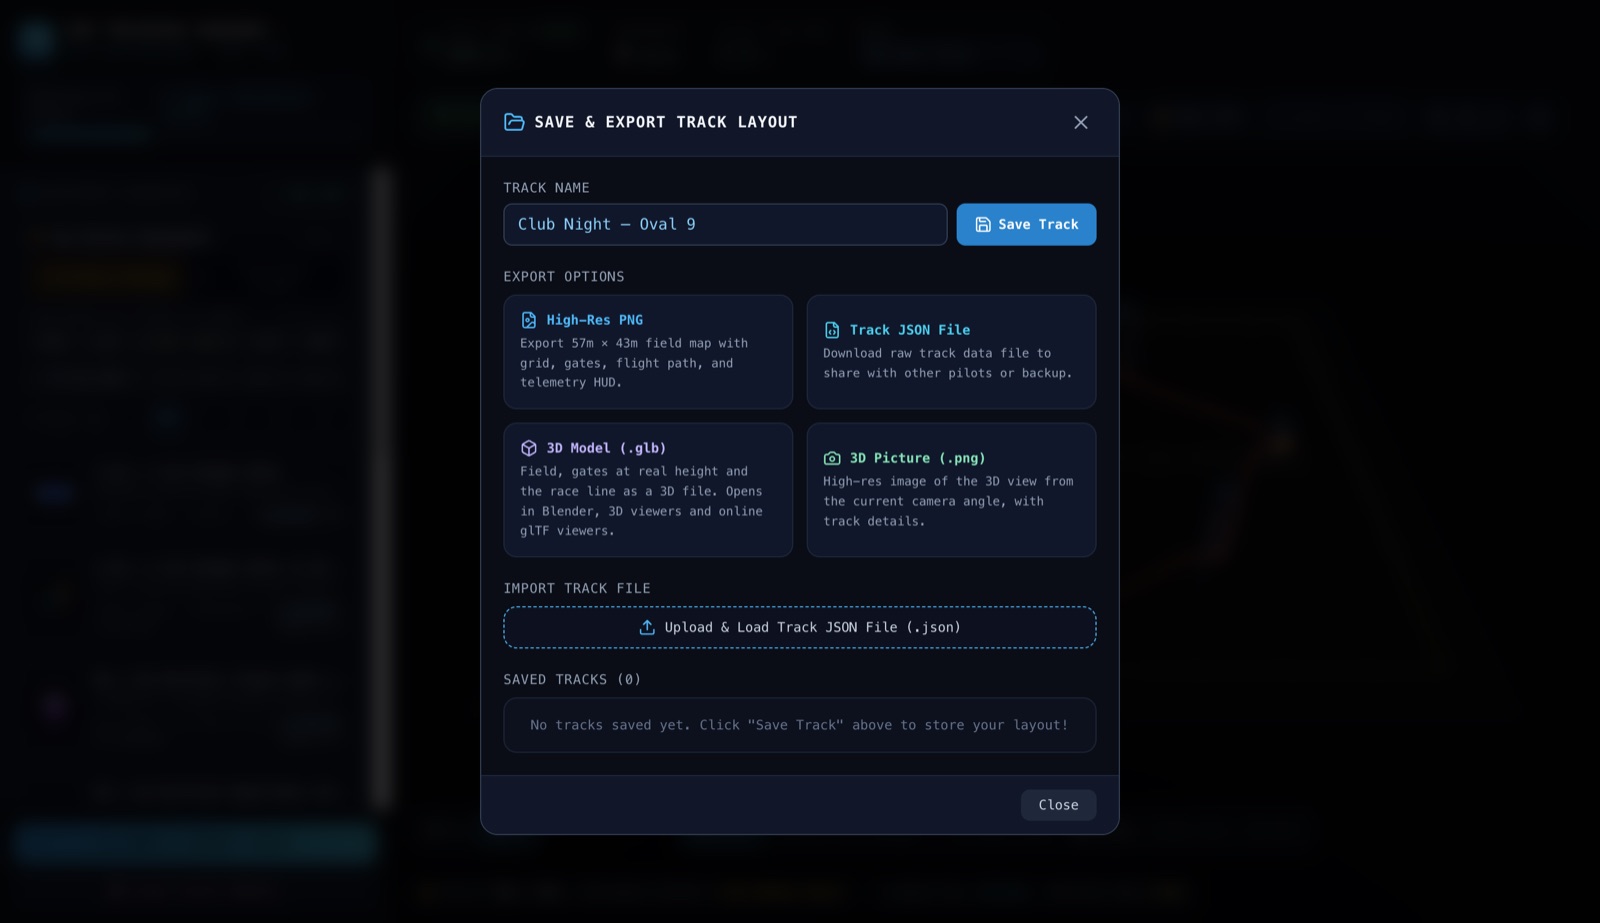 SAVE & EXPORT TRACK LAYOUT
TRACK NAME
Club Night – Oval 9
Save Track
EXPORT OPTIONS
High-Res PNG
Export 57m × 43m field map with
grid, gates, flight path, and
telemetry HUD.
Track JSON File
Download raw track data file to
share with other pilots or backup.
3D Model (.glb)
Field, gates at real height and
the race line as a 3D file. Opens
in Blender, 3D viewers and online
glTF viewers.
3D Picture (.png)
High-res image of the 3D view from
the current camera angle, with
track details.
IMPORT TRACK FILE
Upload & Load Track JSON File (.json)
SAVED TRACKS (0)
No tracks saved yet. Click "Save Track" above to store your layout!
Close